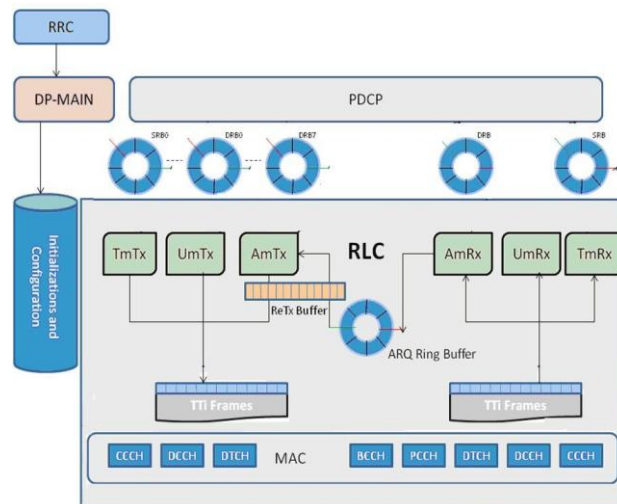 RRC
DP-MAIN
PDCP
SRB0
DRB0
DRB7
DRB
SRB
Initializations and
Configuration
TmTx
UmTx
AmTx
RLC
AmRx
UmRx
TmRx
ReTx Buffer
ARQ Ring Buffer
TTi Frames
TTi Frames
CCCH
DCCH
DTCH
MAC
BCCH
PCCH
DTCH
DCCH
CCCH